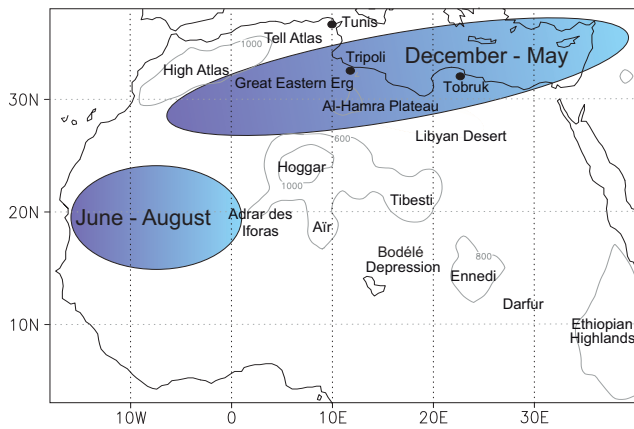 Tunis
1000
Tell Atlas
Tripoli
December - May
High Atlas
Great Eastern Erg
Tobruk
30N
Al-Hamra Plateau
Libyan Desert
600
Hoggar
1000
Tibesti
20N
June - August
Adrar des
Iforas
Aïr
Bodélé
Depression
800
Ennedi
Darfur
10N
Ethiopian
Highlands
10W
0
10E
20E
30E